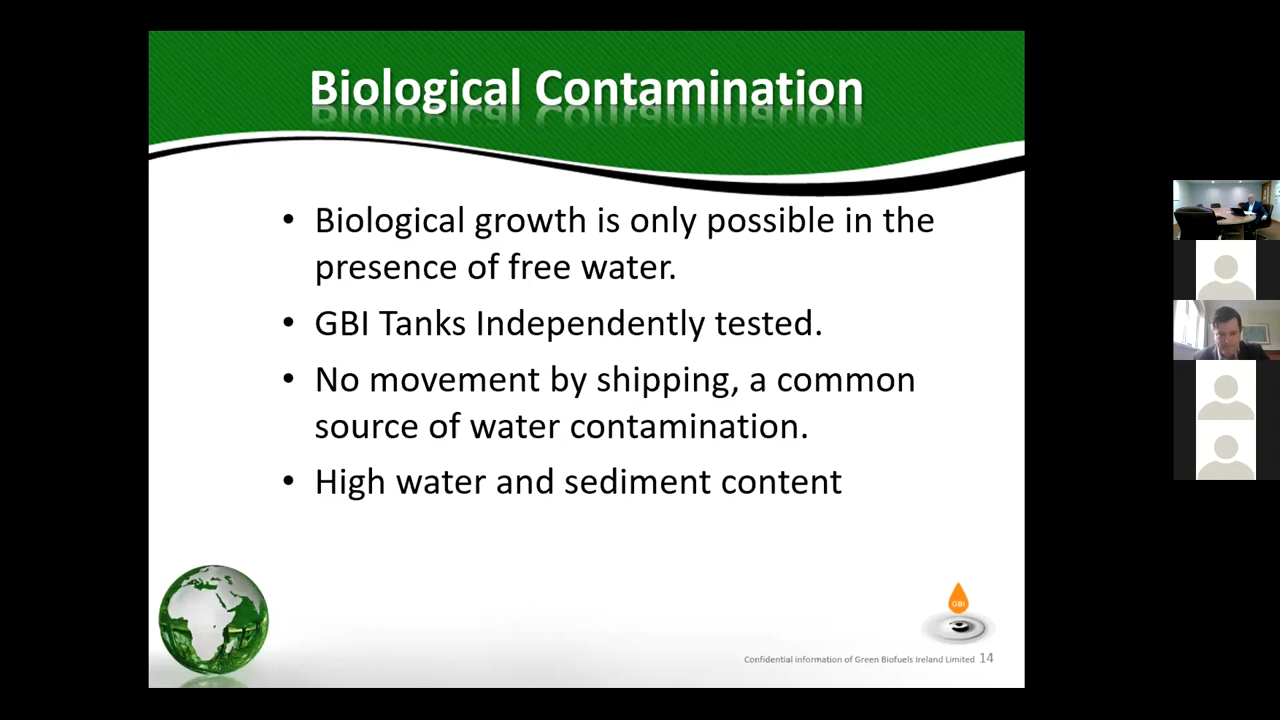 Biological Contamination
• Biological growth is only possible in the
presence of free water.
• GBI Tanks Independently tested.
• No movement by shipping, a common
source of water contamination.
• High water and sediment content
GBI
Confidential information of Green Biofuels Ireland Limited 14